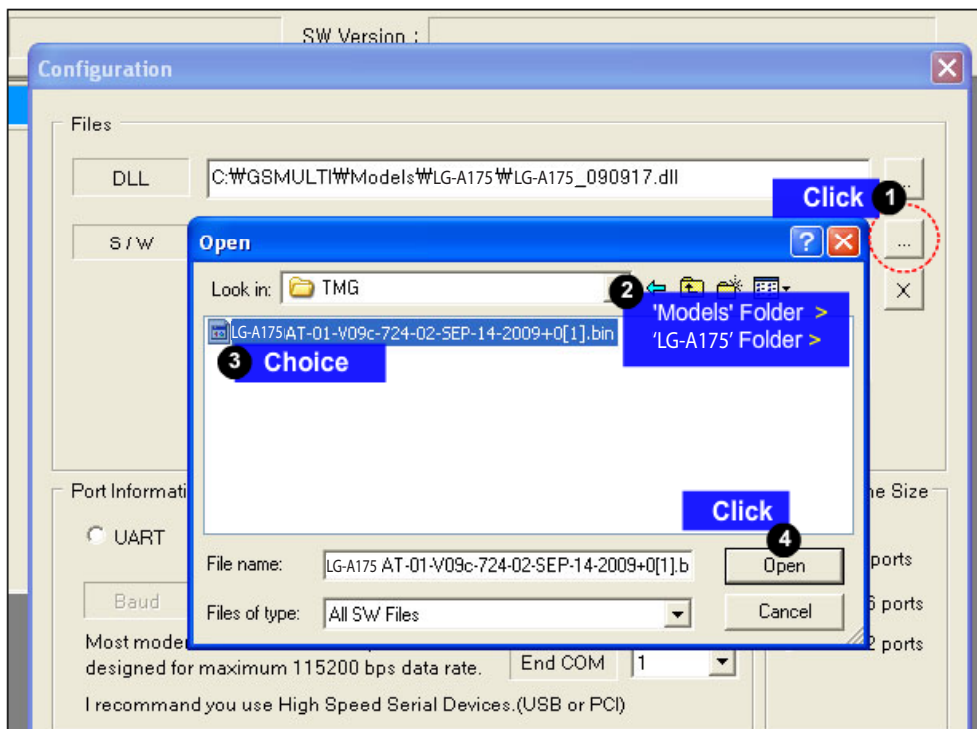 SW Version :
Configuration
Files
DLL
C:₩GSMULTI₩Models₩LG-A175₩LG-A175_090917.dll
Click 1
S / W
...
Open
Look in: TMG
X
2
'Models' Folder >
'LG-A175' Folder >
LG-A175 AT-01-V09c-724-02-SEP-14-2009+0[1].bin
3 Choice
Port Informati
ne Size
UART
Click
4
File name: LG-A175 AT-01-V09c-724-02-SEP-14-2009+0[1].b
Open
ports
Baud
Files of type: All SW Files
Cancel
6 ports
Most moder
2 ports
designed for maximum 115200 bps data rate.
End COM 1
I recommand you use High Speed Serial Devices.(USB or PCI)